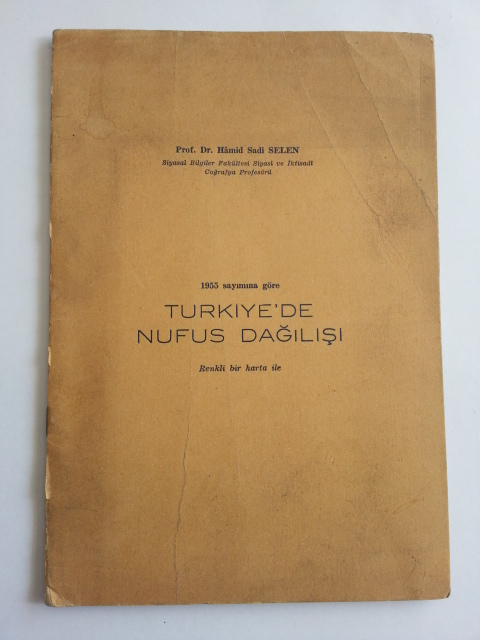 Prof. Dr. Hâmid Sadi SELEN
Siyasal Bilgiler Fakültesi Siyasî ve İktisadî
Coğrafya Profesörü
1955 sayımına göre
TURKIYE'DE
NUFUS DAĞILIŞI
Renkli bir harta ile